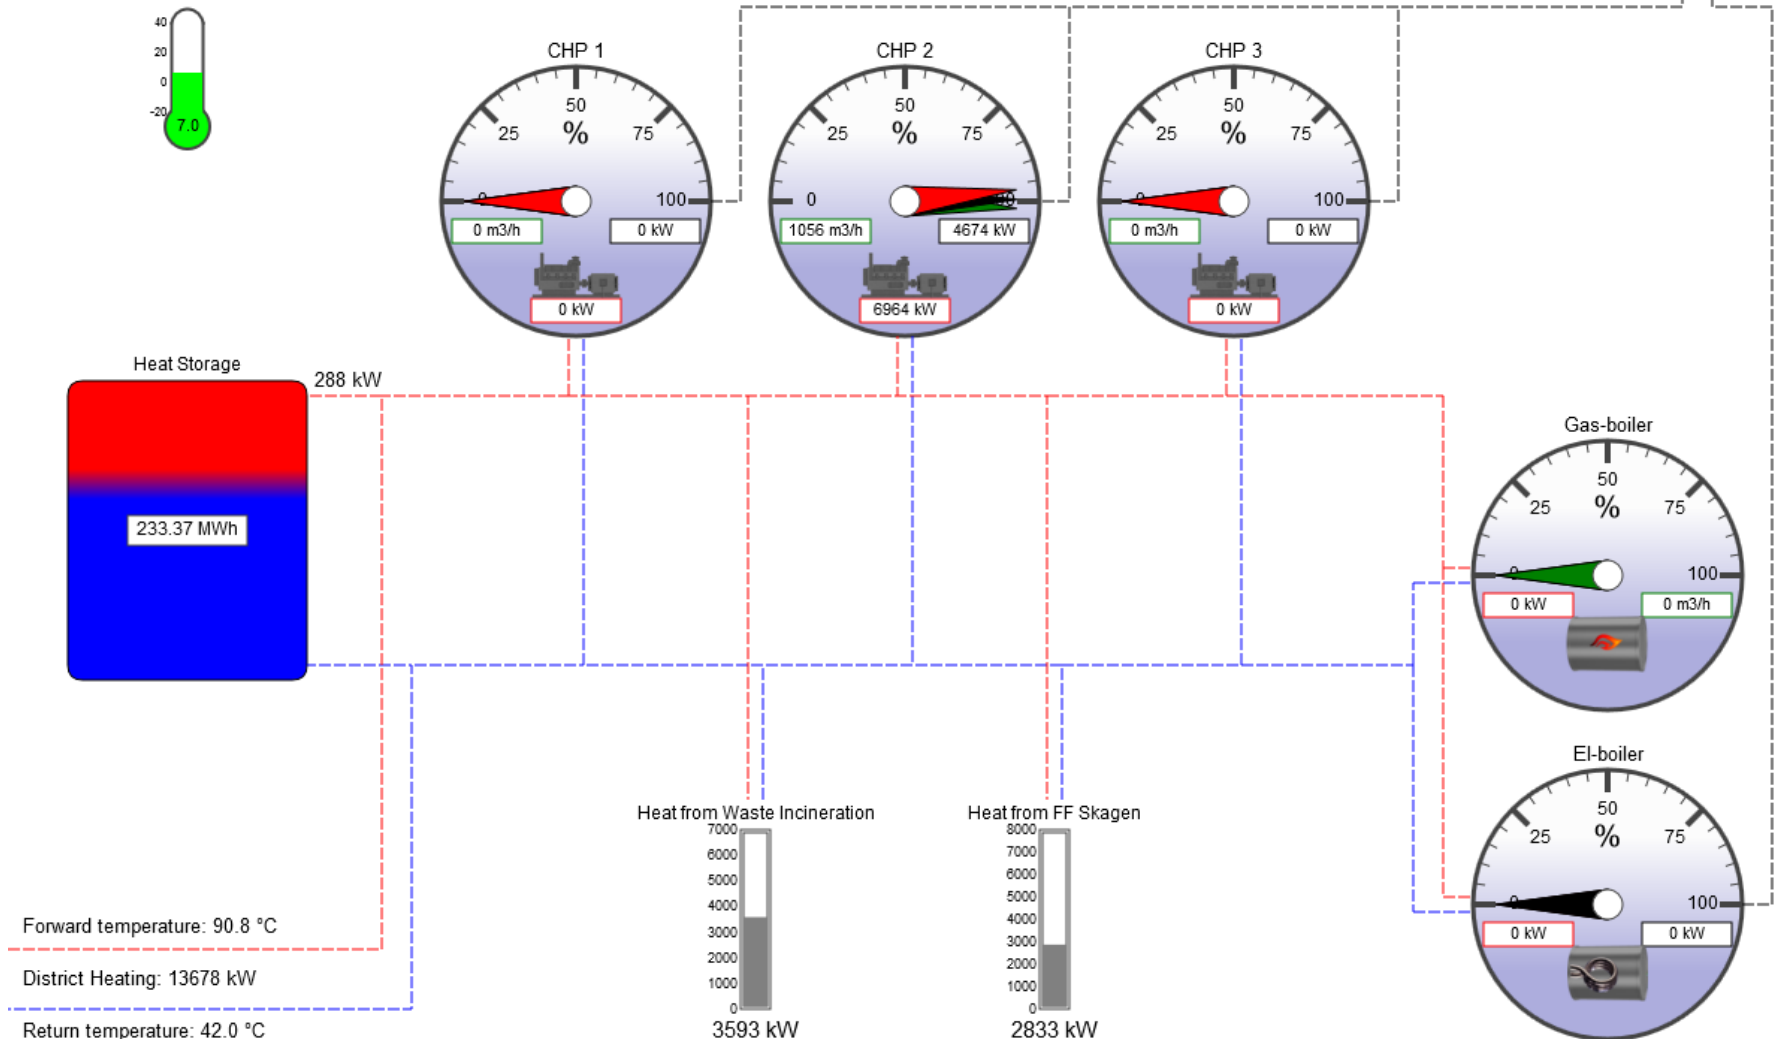 40
20
0
-20
7.0
CHP 1
50
25
%
75
0
100
0 m3/h
0 kW
0 kW
CHP 2
50
25
%
75
0
1056 m3/h
4674 kW
6964 kW
CHP 3
50
25
%
75
0
100
0 m3/h
0 kW
0 kW
Heat Storage
288 kW
233.37 MWh
Gas-boiler
50
25
%
75
0
100
0 kW
0 m3/h
El-boiler
50
25
%
75
0
100
0 kW
0 kW
Heat from Waste Incineration
7000
6000
5000
4000
3000
2000
1000
0
3593 kW
Heat from FF Skagen
8000
7000
6000
5000
4000
3000
2000
1000
0
2833 kW
Forward temperature: 90.8 °C
District Heating: 13678 kW
Return temperature: 42.0 °C